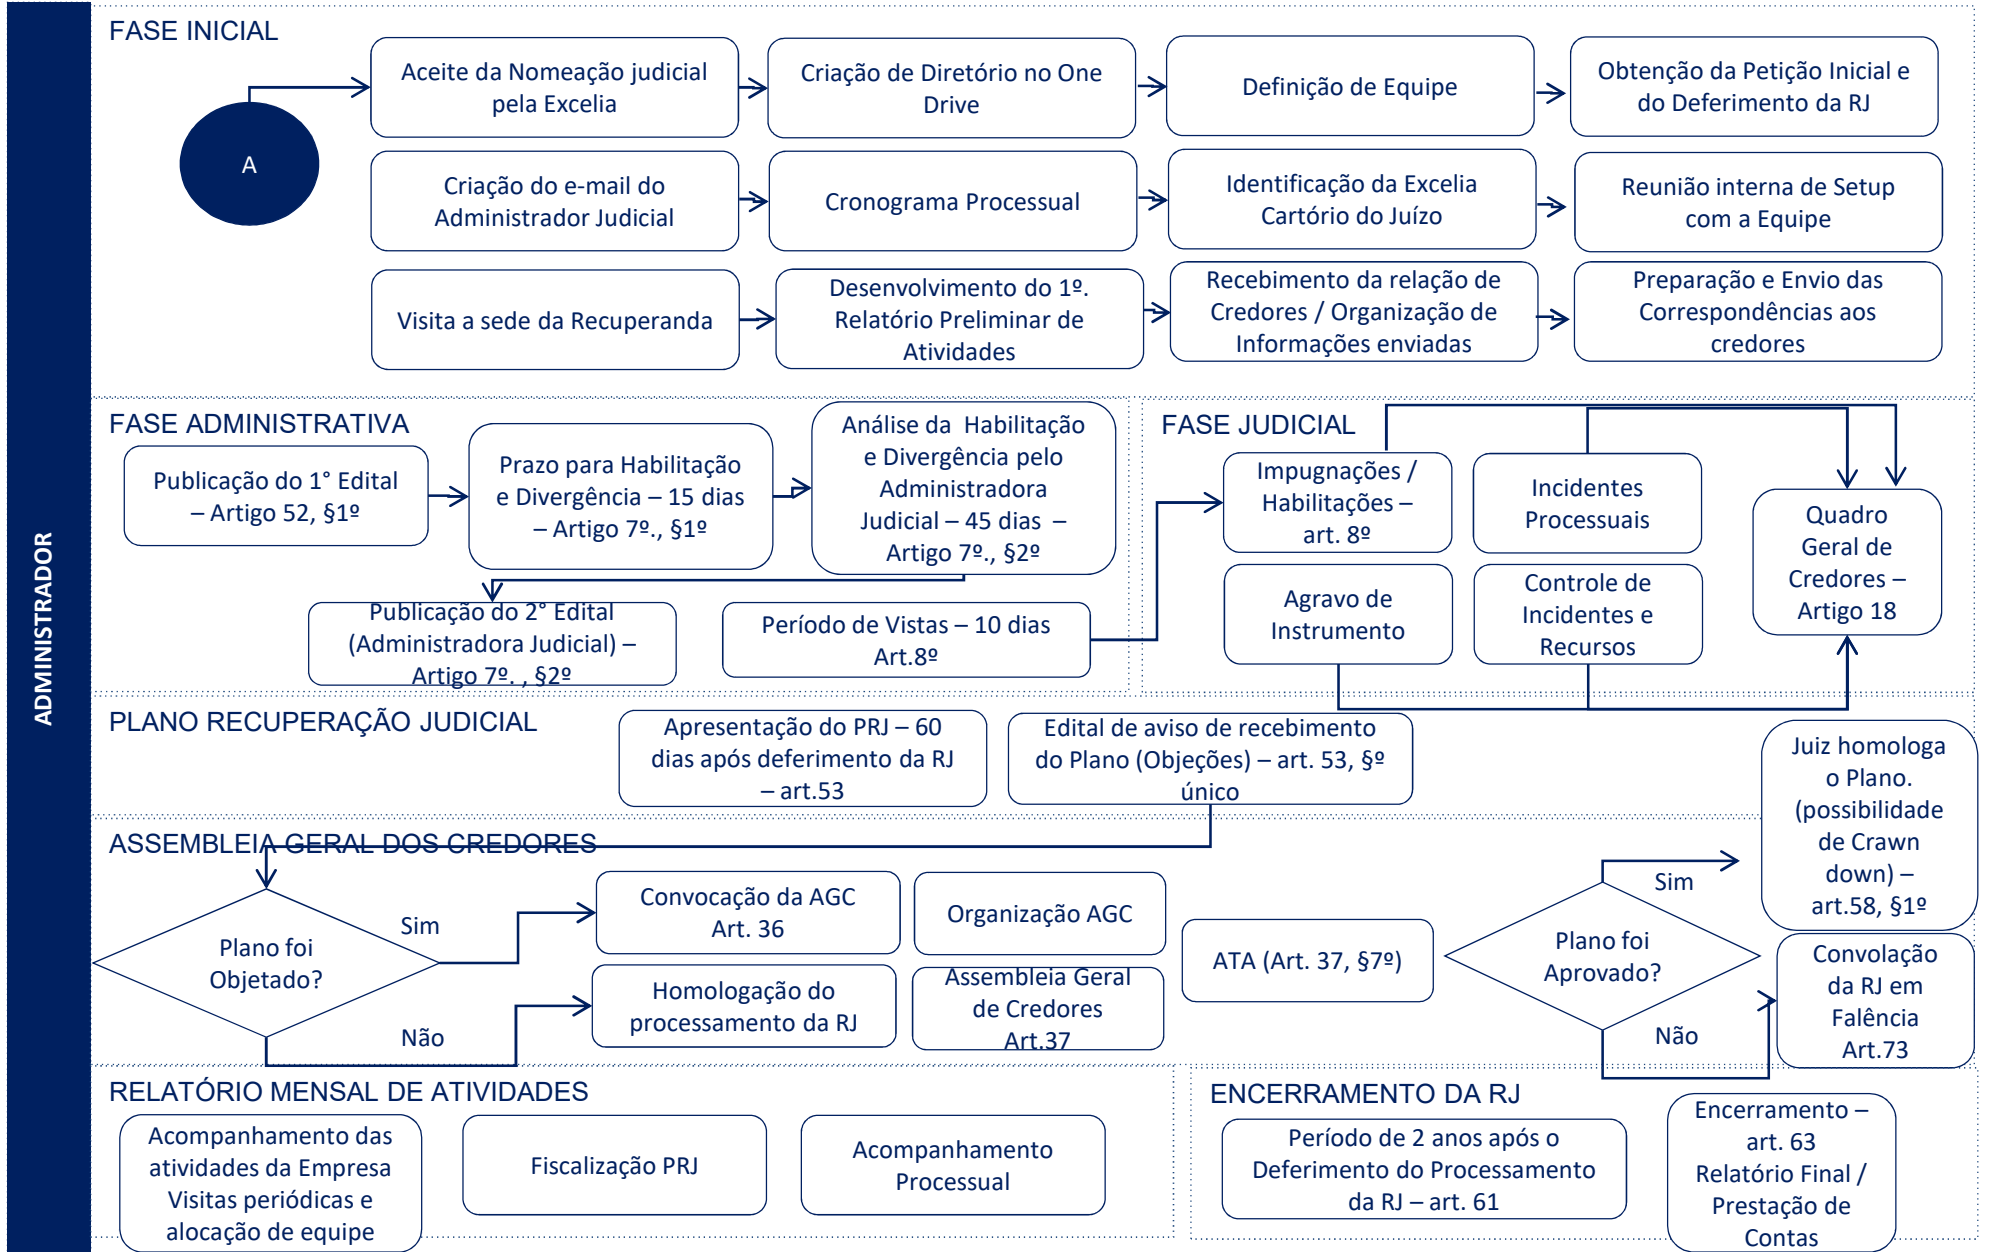 ADMINISTRADOR
FASE INICIAL
A
Aceite da Nomeação judicial
pela Excelia
Criação de Diretório no One
Drive
Definição de Equipe
Obtenção da Petição Inicial e
do Deferimento da RJ
Criação do e-mail do
Administrador Judicial
Cronograma Processual
Identificação da Excelia
Cartório do Juízo
Reunião interna de Setup
com a Equipe
Visita a sede da Recuperanda
Desenvolvimento do 1º.
Relatório Preliminar de
Atividades
Recebimento da relação de
Credores / Organização de
Informações enviadas
Preparação e Envio das
Correspondências aos
credores
FASE ADMINISTRATIVA
Publicação do 1° Edital
– Artigo 52, §1º
Prazo para Habilitação
e Divergência – 15 dias
– Artigo 7º., §1º
Análise da Habilitação
e Divergência pelo
Administradora
Judicial – 45 dias –
Artigo 7º., §2º
Publicação do 2° Edital
(Administradora Judicial) –
Artigo 7º. , §2º
Período de Vistas – 10 dias
Art.8º
FASE JUDICIAL
Impugnações /
Habilitações –
art. 8º
Incidentes
Processuais
Agravo de
Instrumento
Controle de
Incidentes e
Recursos
Quadro
Geral de
Credores –
Artigo 18
PLANO RECUPERAÇÃO JUDICIAL
Apresentação do PRJ – 60
dias após deferimento da RJ
– art.53
Edital de aviso de recebimento
do Plano (Objeções) – art. 53, §º
único
Juiz homologa
o Plano.
(possibilidade
de Crawn
down) –
art.58, §1º
ASSEMBLEIA GERAL DOS CREDORES
Plano foi
Objetado?
Sim
Não
Convocação da AGC
Art. 36
Organização AGC
Homologação do
processamento da RJ
Assembleia Geral
de Credores
Art.37
ATA (Art. 37, §7º)
Plano foi
Aprovado?
Sim
Não
Convolação
da RJ em
Falência
Art.73
RELATÓRIO MENSAL DE ATIVIDADES
Acompanhamento das
atividades da Empresa
Visitas periódicas e
alocação de equipe
Fiscalização PRJ
Acompanhamento
Processual
ENCERRAMENTO DA RJ
Período de 2 anos após o
Deferimento do Processamento
da RJ – art. 61
Encerramento –
art. 63
Relatório Final /
Prestação de
Contas